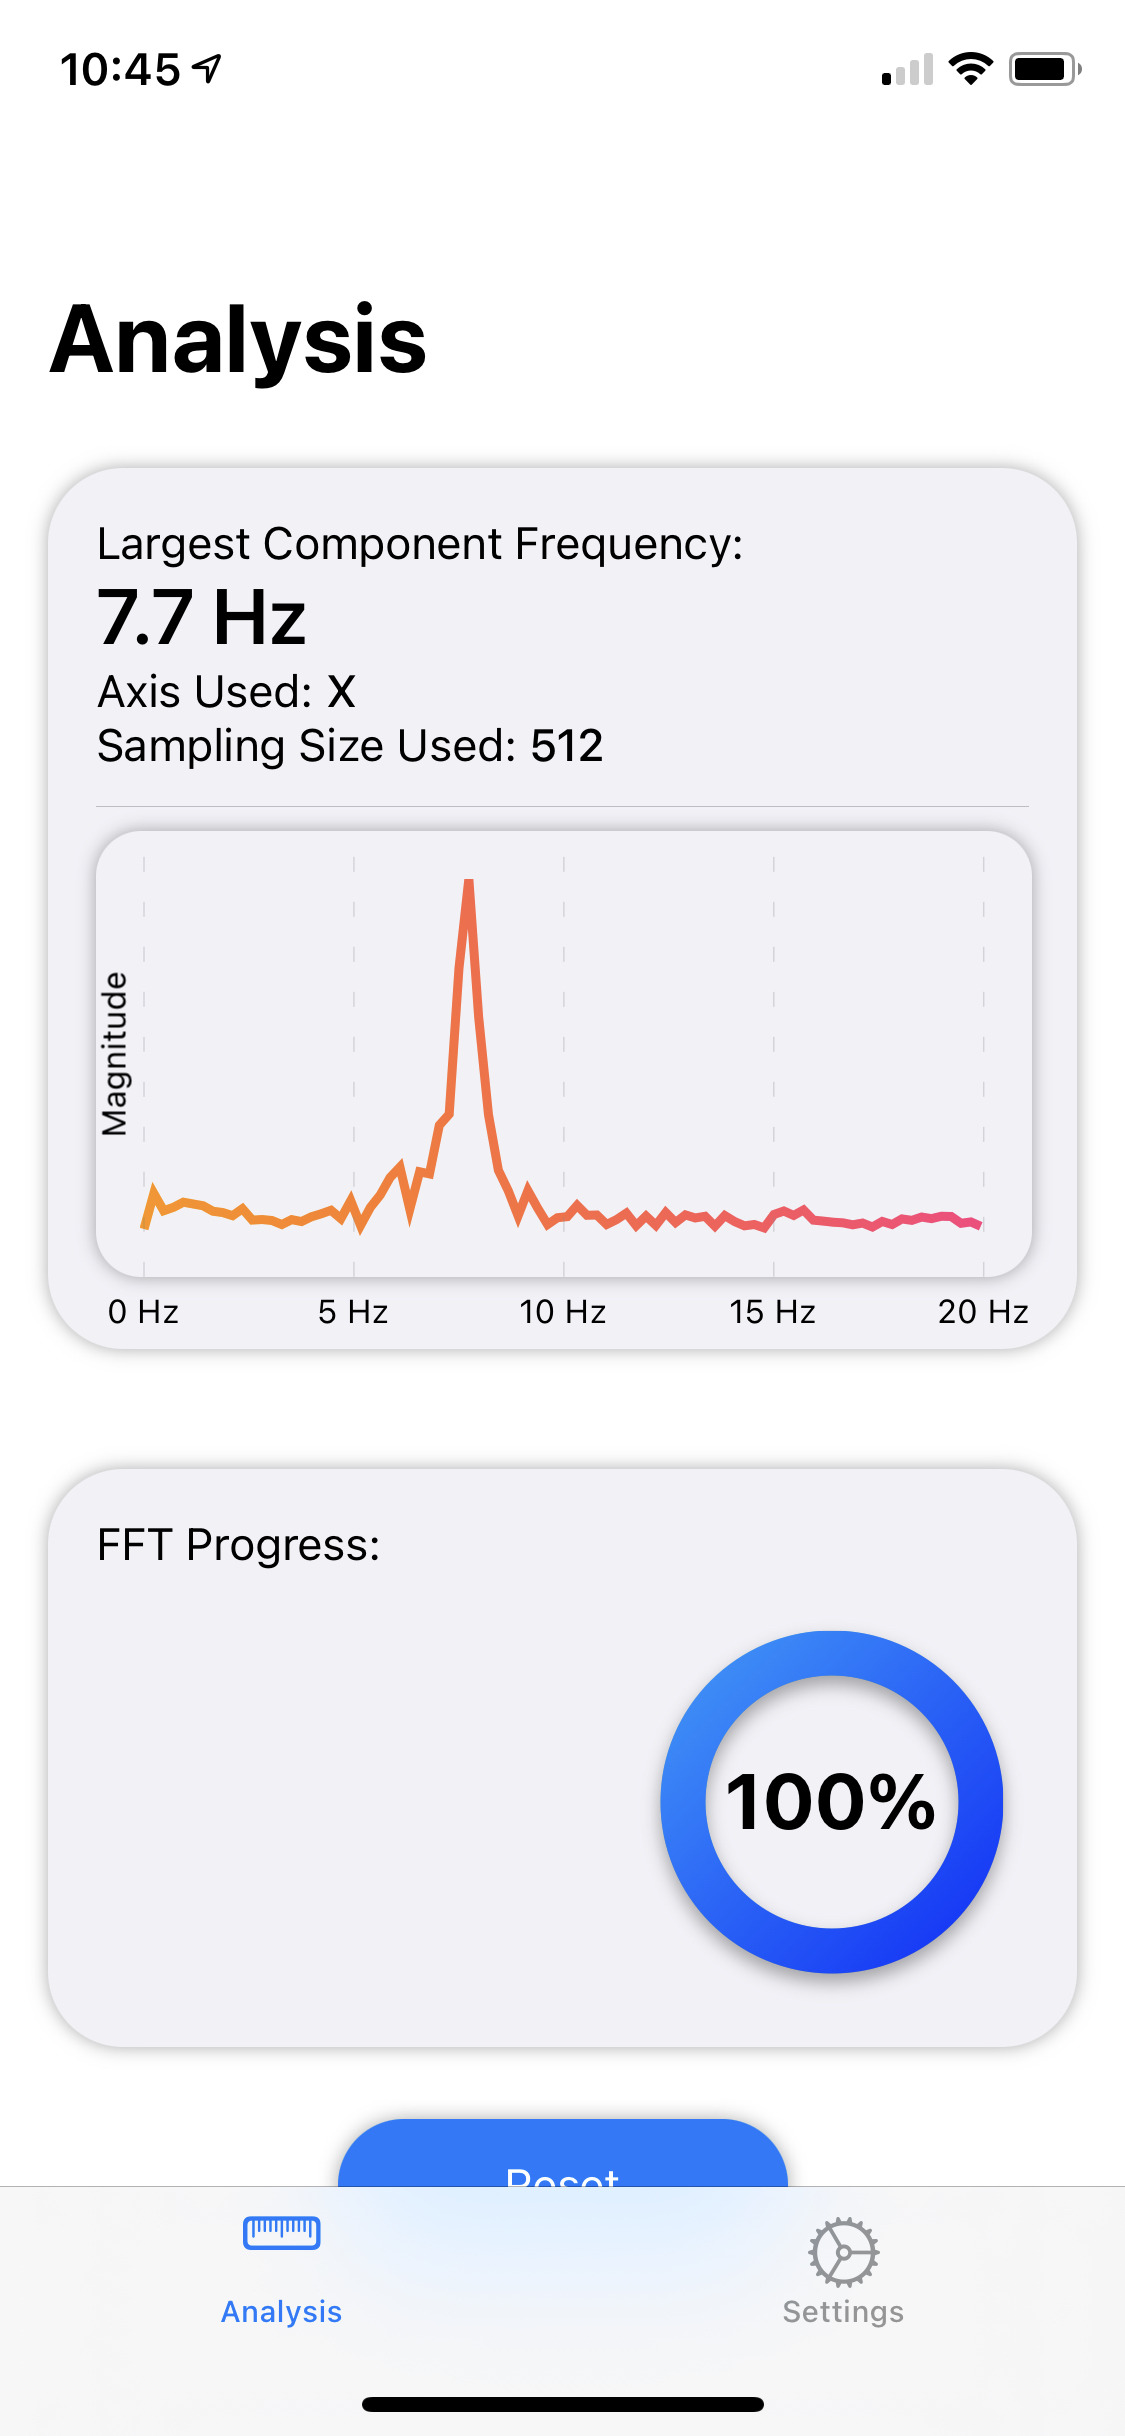 10:45
Analysis
Largest Component Frequency:
7.7 Hz
Axis Used: X
Sampling Size Used: 512
Magnitude
0 Hz 5 Hz 10 Hz 15 Hz 20 Hz
FFT Progress:
100%
Reset
Analysis Settings